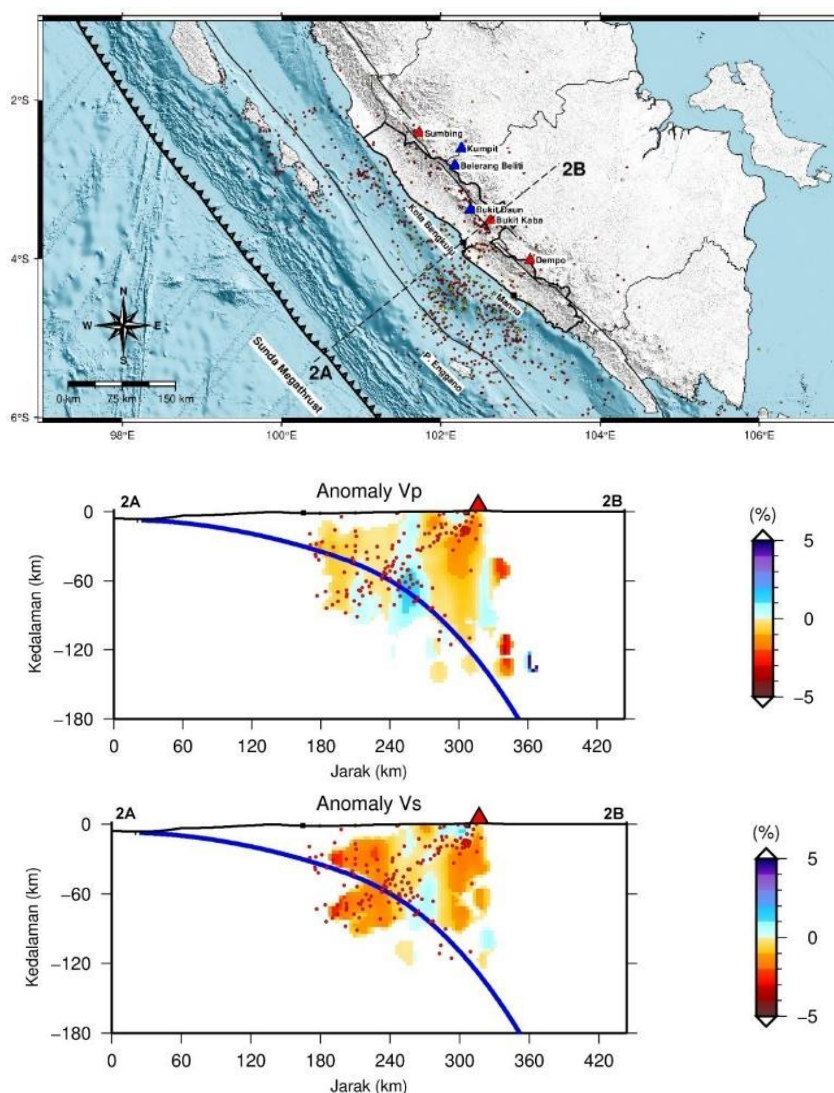 2°S
4°S
6°S
98°E
100°E
102°E
104°E
106°E
Sumbing
Kumpit
Belerang Beliti
2B
Bukit Daun
Bukit Kaba
Kota Bengkulu
Dempo
Manna
N
W
E
S
P. Enggano
2A
Sunda Megathrust
0 km
75 km
150 km
2A
Anomaly Vp
2B
Kedalaman (km)
0
−60
−120
−180
0
60
120
180
240
300
360
420
Jarak (km)
(%)
5
0
−5
2A
Anomaly Vs
2B
Kedalaman (km)
0
−60
−120
−180
0
60
120
180
240
300
360
420
Jarak (km)
(%)
5
0
−5